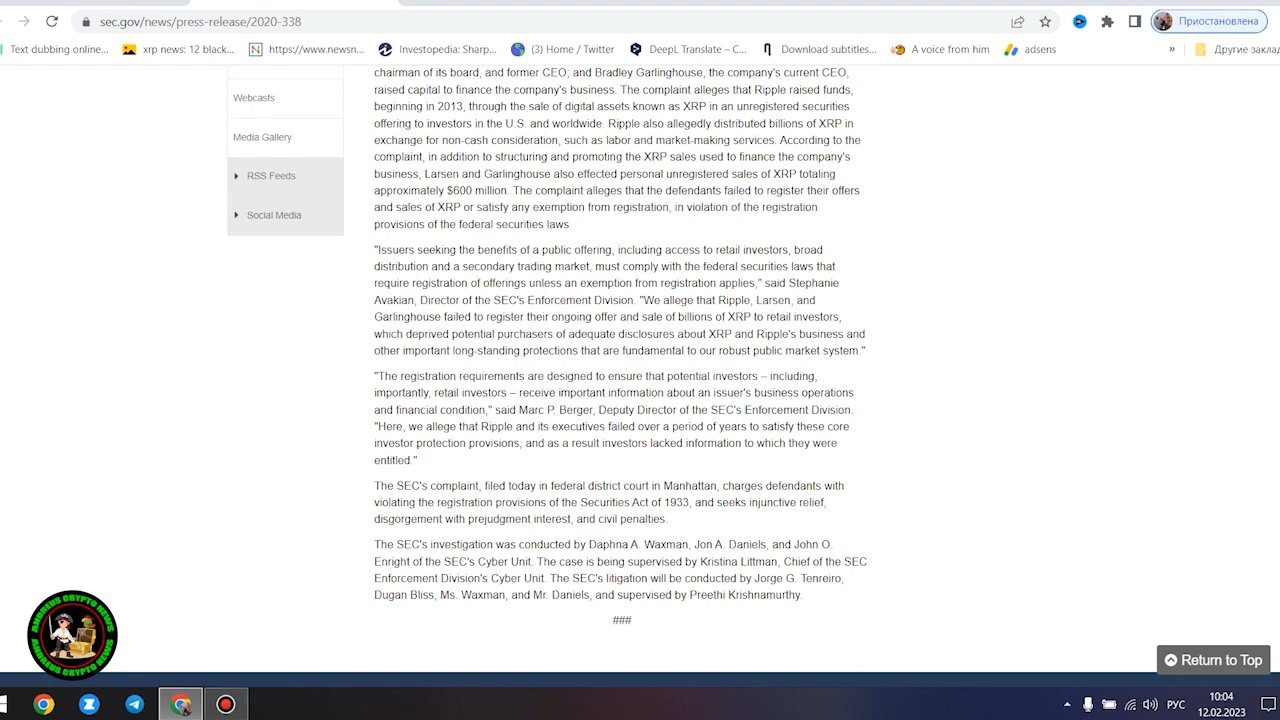 sec.gov/news/press-release/2020-338
Приостановлена
Text dubbing online...
xrp news: 12 black...
https://www.newsn...
Investopedia: Sharp...
(3) Home / Twitter
DeepL Translate – C...
Download subtitles...
A voice from him
adsens
»
Другие закла
Webcasts
Media Gallery
RSS Feeds
Social Media
chairman of its board, and former CEO; and Bradley Garlinghouse, the company's current CEO,
raised capital to finance the company's business. The complaint alleges that Ripple raised funds,
beginning in 2013, through the sale of digital assets known as XRP in an unregistered securities
offering to investors in the U.S. and worldwide. Ripple also allegedly distributed billions of XRP in
exchange for non-cash consideration, such as labor and market-making services. According to the
complaint, in addition to structuring and promoting the XRP sales used to finance the company's
business, Larsen and Garlinghouse also effected personal unregistered sales of XRP totaling
approximately $600 million. The complaint alleges that the defendants failed to register their offers
and sales of XRP or satisfy any exemption from registration, in violation of the registration
provisions of the federal securities laws.
"Issuers seeking the benefits of a public offering, including access to retail investors, broad
distribution and a secondary trading market, must comply with the federal securities laws that
require registration of offerings unless an exemption from registration applies," said Stephanie
Avakian, Director of the SEC's Enforcement Division. "We allege that Ripple, Larsen, and
Garlinghouse failed to register their ongoing offer and sale of billions of XRP to retail investors,
which deprived potential purchasers of adequate disclosures about XRP and Ripple's business and
other important long-standing protections that are fundamental to our robust public market system."
"The registration requirements are designed to ensure that potential investors – including,
importantly, retail investors – receive important information about an issuer's business operations
and financial condition," said Marc P. Berger, Deputy Director of the SEC's Enforcement Division.
"Here, we allege that Ripple and its executives failed over a period of years to satisfy these core
investor protection provisions, and as a result investors lacked information to which they were
entitled."
The SEC's complaint, filed today in federal district court in Manhattan, charges defendants with
violating the registration provisions of the Securities Act of 1933, and seeks injunctive relief,
disgorgement with prejudgment interest, and civil penalties.
The SEC's investigation was conducted by Daphna A. Waxman, Jon A. Daniels, and John O.
Enright of the SEC's Cyber Unit. The case is being supervised by Kristina Littman, Chief of the SEC
Enforcement Division's Cyber Unit. The SEC's litigation will be conducted by Jorge G. Tenreiro,
Dugan Bliss, Ms. Waxman, and Mr. Daniels, and supervised by Preethi Krishnamurthy.
###
ANDREUS CRYPTO NEWS
ANDREUS CRYPTO NEWS
Return to Top
РУС
10:04
12.02.2023